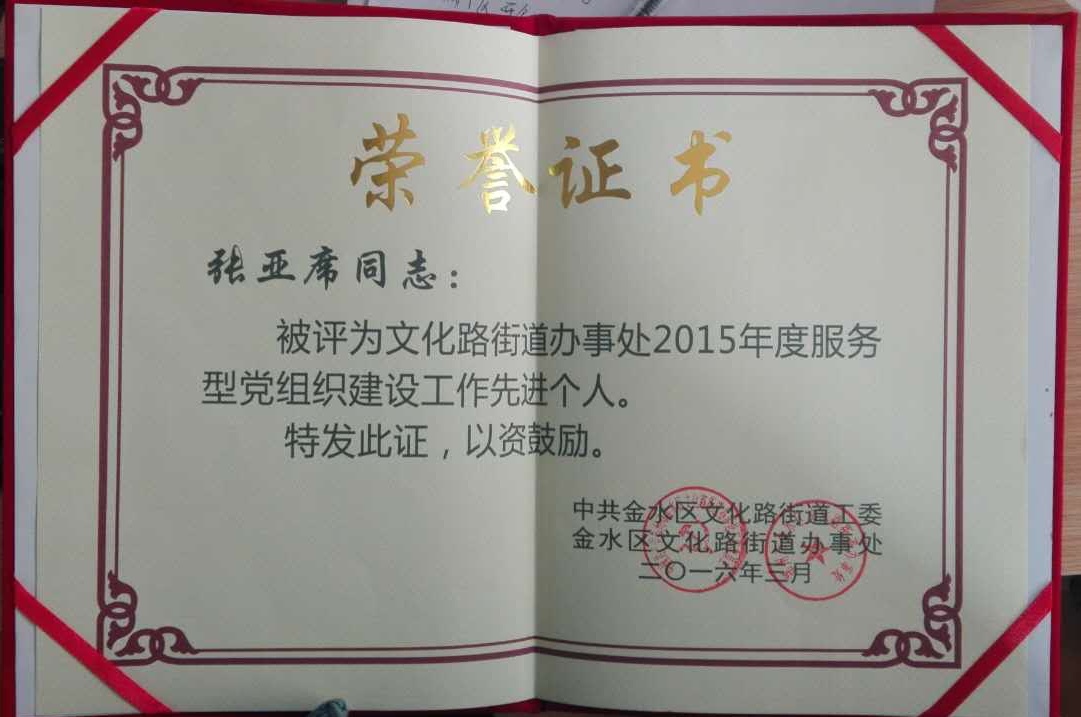 荣誉证书
张亚席同志：
被评为文化路街道办事处2015年度服务
型党组织建设工作先进个人。
特发此证，以资鼓励。
中共金水区文化路街道工委
金水区文化路街道办事处
二〇一六年三月